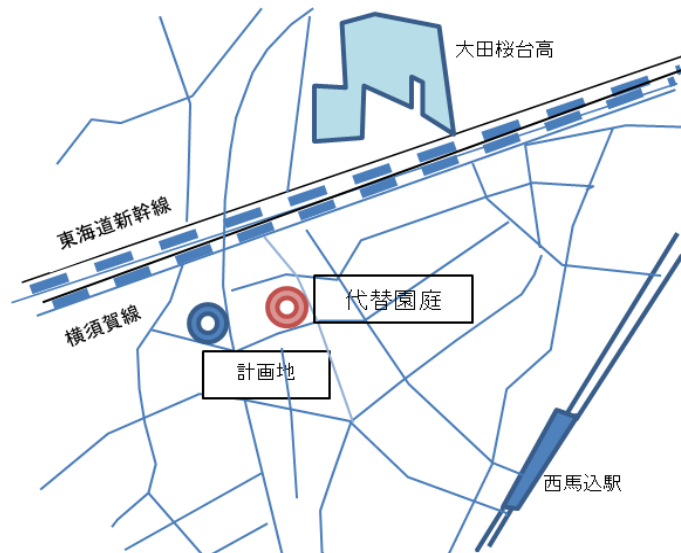 大田桜台高
東海道新幹線
代替園庭
横須賀線
計画地
西馬込駅